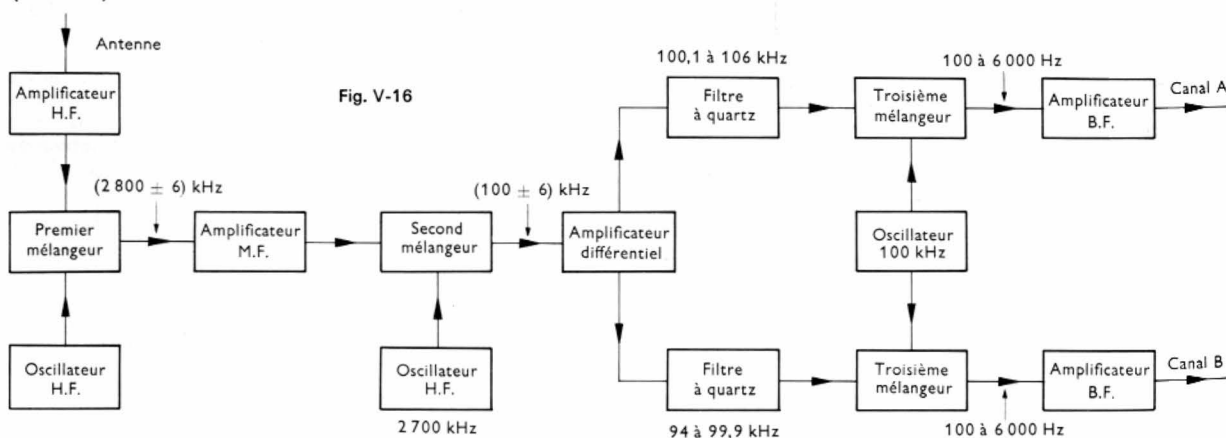 Antenne
Amplificateur
H.F.
Fig. V-16
100,1 à 106 kHz
Filtre
à quartz
Troisième
mélangeur
100 à 6 000 Hz
Amplificateur
B.F.
Canal A
(2 800 ± 6) kHz
Premier
mélangeur
Amplificateur
M.F.
Second
mélangeur
(100 ± 6) kHz
Amplificateur
différentiel
Oscillateur
100 kHz
Oscillateur
H.F.
Oscillateur
H.F.
2 700 kHz
Filtre
à quartz
94 à 99,9 kHz
Troisième
mélangeur
100 à 6 000 Hz
Amplificateur
B.F.
Canal B